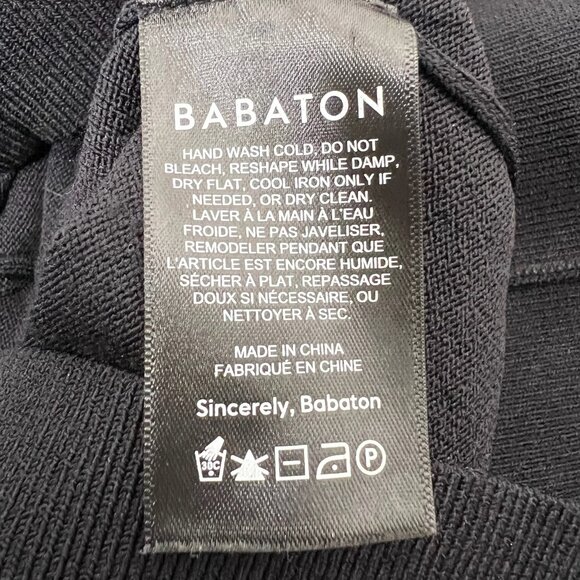 BABATON
HAND WASH COLD, DO NOT
BLEACH, RESHAPE WHILE DAMP,
DRY FLAT, COOL IRON ONLY IF
NEEDED, OR DRY CLEAN.
LAVER À LA MAIN À L'EAU
FROIDE, NE PAS JAVELISER,
REMODELER PENDANT QUE
L'ARTICLE EST ENCORE HUMIDE,
SÉCHER À PLAT, REPASSAGE
DOUX SI NÉCESSAIRE, OU
NETTOYER À SEC.
MADE IN CHINA
FABRIQUÉ EN CHINE
Sincerely, Babaton
30C P